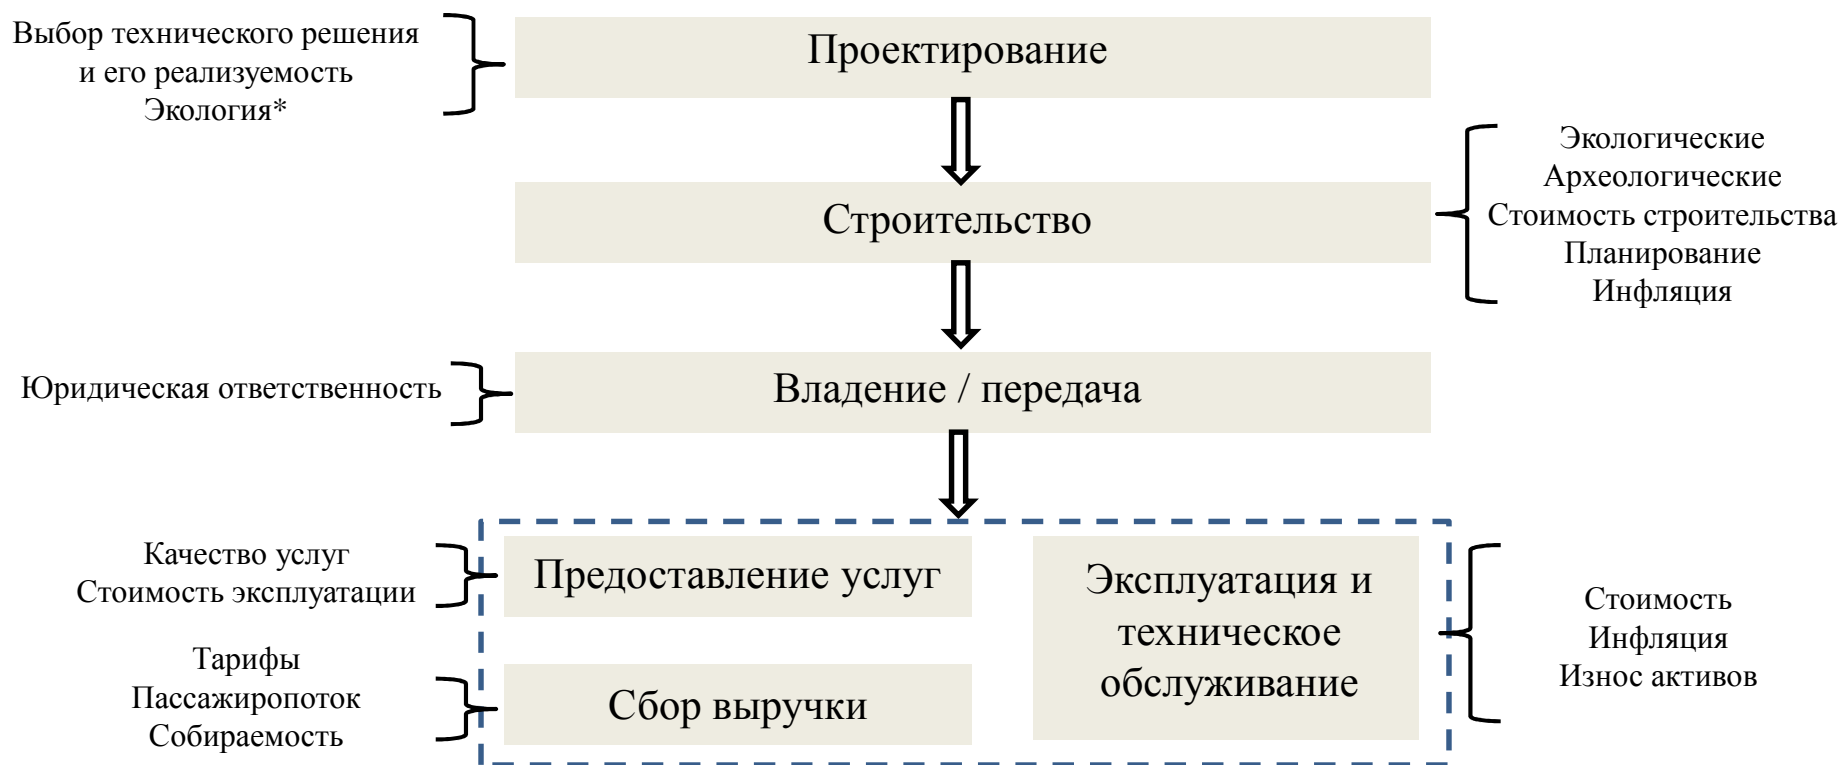 Выбор технического решения
и его реализуемость
Экология*
Проектирование
Строительство
Экологические
Археологические
Стоимость строительства
Планирование
Инфляция
Юридическая ответственность
Владение / передача
Качество услуг
Стоимость эксплуатации
Предоставление услуг
Тарифы
Пассажиропоток
Собираемость
Сбор выручки
Эксплуатация и
техническое
обслуживание
Стоимость
Инфляция
Износ активов